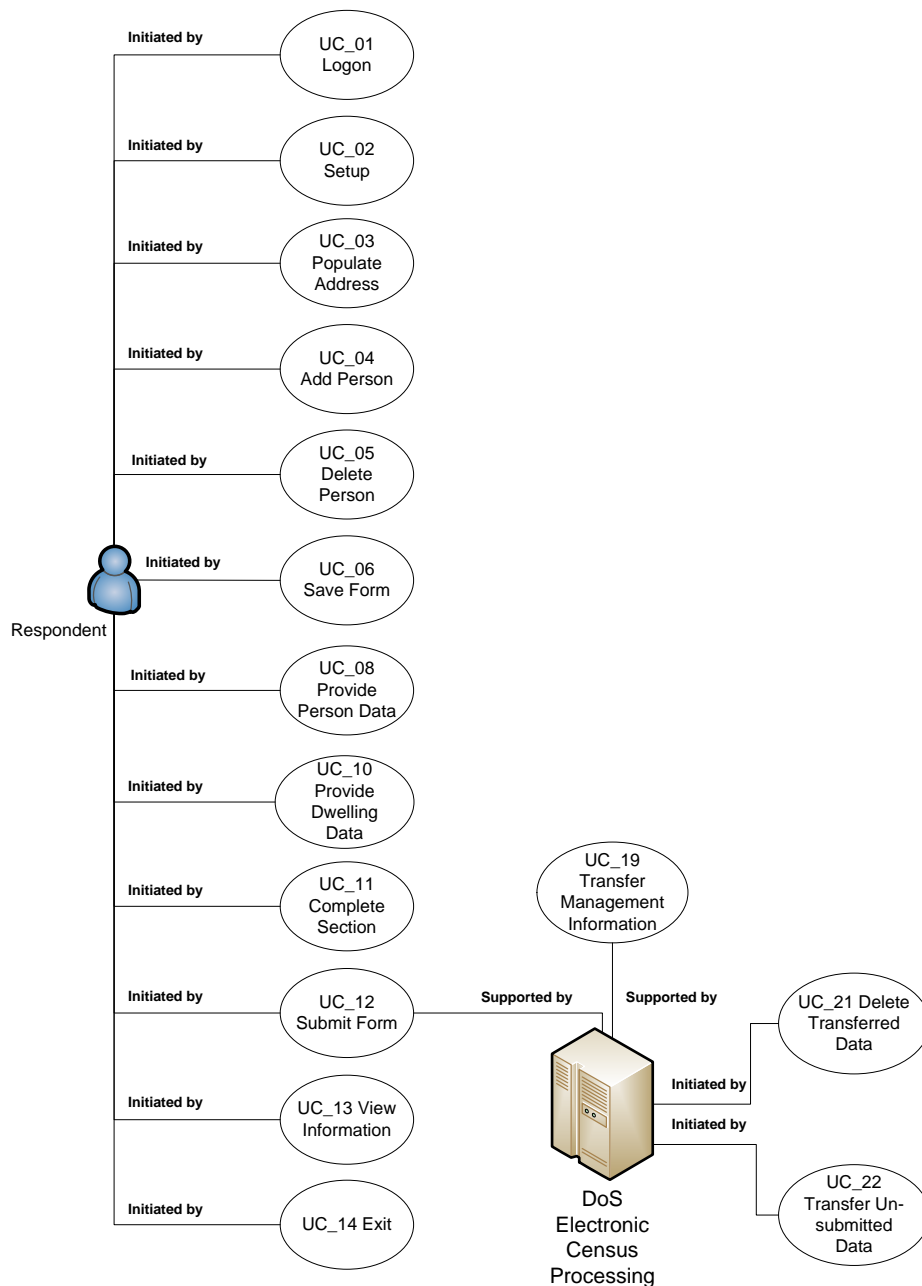 Initiated by
UC_01
Logon
Initiated by
UC_02
Setup
Initiated by
UC_03
Populate
Address
Initiated by
UC_04
Add Person
Initiated by
UC_05
Delete
Person
Initiated by
UC_06
Save Form
Respondent
Initiated by
UC_08
Provide
Person Data
Initiated by
UC_10
Provide
Dwelling
Data
Initiated by
UC_11
Complete
Section
UC_19
Transfer
Management
Information
Initiated by
UC_12
Submit Form
Supported by
Supported by
UC_21 Delete
Transferred
Data
Initiated by
Initiated by
UC_22
Transfer Un-
submitted
Data
Initiated by
UC_13 View
Information
Initiated by
UC_14 Exit
DoS
Electronic
Census
Processing